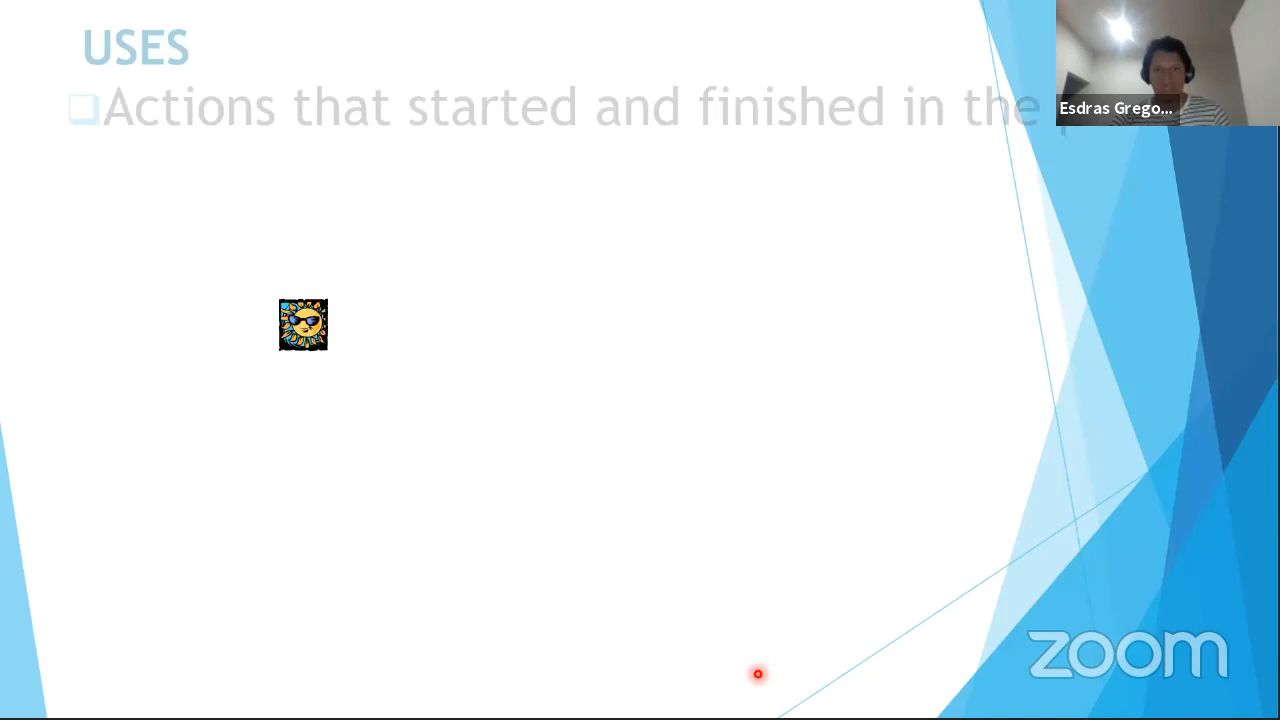 USES
Actions that started and finished in the
Esdras Grego...
zoom